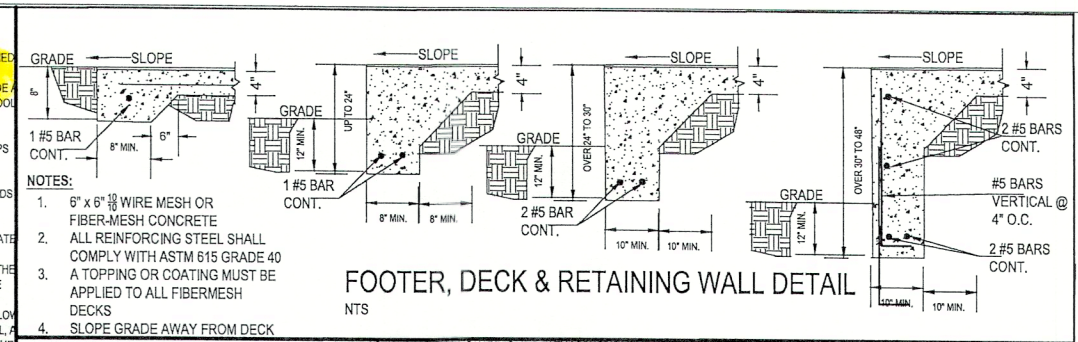 GRADE
SLOPE
4"
8"
1 #5 BAR
CONT.
8" MIN.
6"
SLOPE
4"
UP TO 24"
GRADE
12" MIN.
1 #5 BAR
CONT.
8" MIN.
8" MIN.
SLOPE
4"
OVER 24" TO 30"
GRADE
12" MIN.
2 #5 BAR
CONT.
10" MIN.
10" MIN.
SLOPE
4"
OVER 30" TO 48"
GRADE
12" MIN.
2 #5 BARS
CONT.
#5 BARS
VERTICAL @
4" O.C.
2 #5 BARS
CONT.
10" MIN.
10" MIN.
NOTES:
1. 6" x 6" 10/10 WIRE MESH OR
FIBER-MESH CONCRETE
2. ALL REINFORCING STEEL SHALL
COMPLY WITH ASTM 615 GRADE 40
3. A TOPPING OR COATING MUST BE
APPLIED TO ALL FIBERMESH
DECKS
4. SLOPE GRADE AWAY FROM DECK
FOOTER, DECK & RETAINING WALL DETAIL
NTS